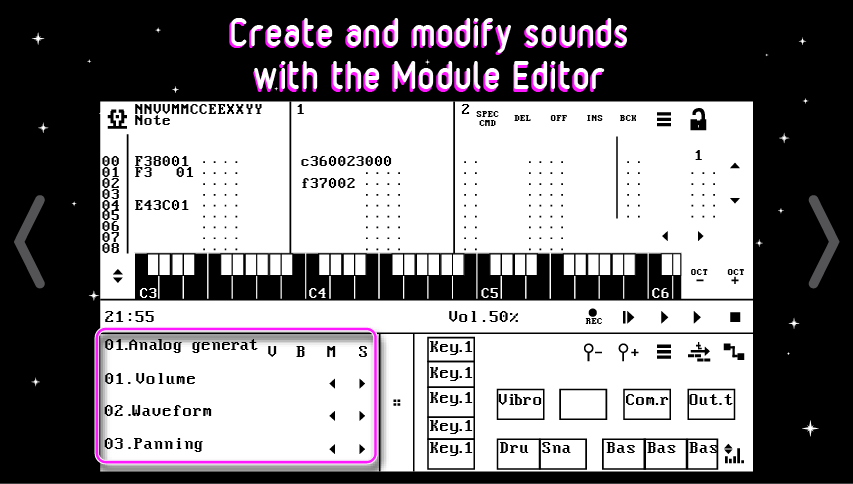 Create and modify sounds
with the Module Editor
NNVVMMCCEEXXYY
Note
1
2
SPEC CMD
DEL
OFF
INS
BCK
1
00 F38001 c360023000
01 F3 01
02 f37002
03
04 E43C01
05
06
07
08
C3 C4 C5 C6
OCT - OCT +
21:55 Vol.50% REC
01.Analog generat V B M S
01.Volume
02.Waveform
03.Panning
Key.1
Key.1
Key.1
Key.1
Key.1
Vibro Com.r Out.t
Dru Sna Bas Bas Bas